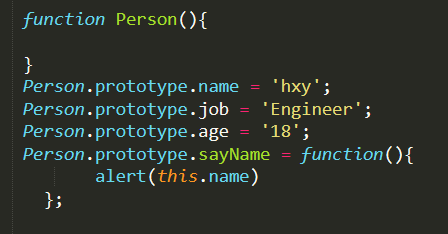 function Person(){
}
Person.prototype.name = 'hxy';
Person.prototype.job = 'Engineer';
Person.prototype.age = '18';
Person.prototype.sayName = function(){
alert(this.name)
};